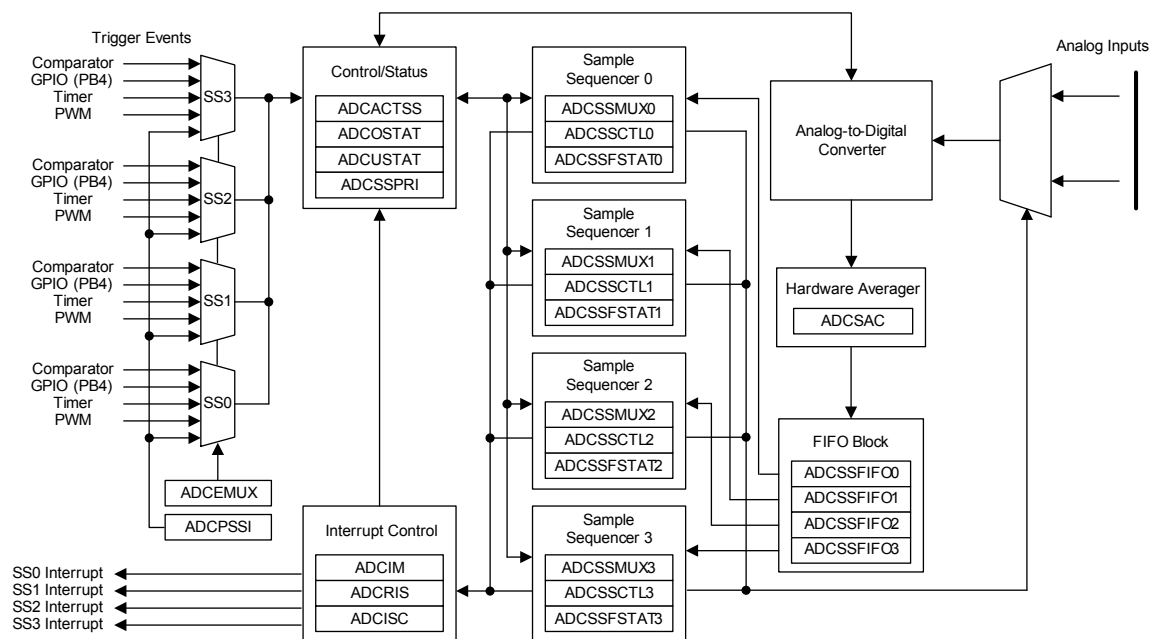 Trigger Events
Comparator
GPIO (PB4)
Timer
PWM
SS3
Comparator
GPIO (PB4)
Timer
PWM
SS2
Comparator
GPIO (PB4)
Timer
PWM
SS1
Comparator
GPIO (PB4)
Timer
PWM
SS0
ADCEMUX
ADCPSSI
Control/Status
ADCACTSS
ADCOSTAT
ADCUSTAT
ADCSSPRI
Interrupt Control
ADCIM
ADCRIS
ADCISC
SS0 Interrupt
SS1 Interrupt
SS2 Interrupt
SS3 Interrupt
Sample
Sequencer 0
ADCSSMUX0
ADCSSCTL0
ADCSSFSTAT0
Sample
Sequencer 1
ADCSSMUX1
ADCSSCTL1
ADCSSFSTAT1
Sample
Sequencer 2
ADCSSMUX2
ADCSSCTL2
ADCSSFSTAT2
Sample
Sequencer 3
ADCSSMUX3
ADCSSCTL3
ADCSSFSTAT3
Analog-to-Digital
Converter
Hardware Averager
ADCSAC
FIFO Block
ADCSSFIFO0
ADCSSFIFO1
ADCSSFIFO2
ADCSSFIFO3
Analog Inputs